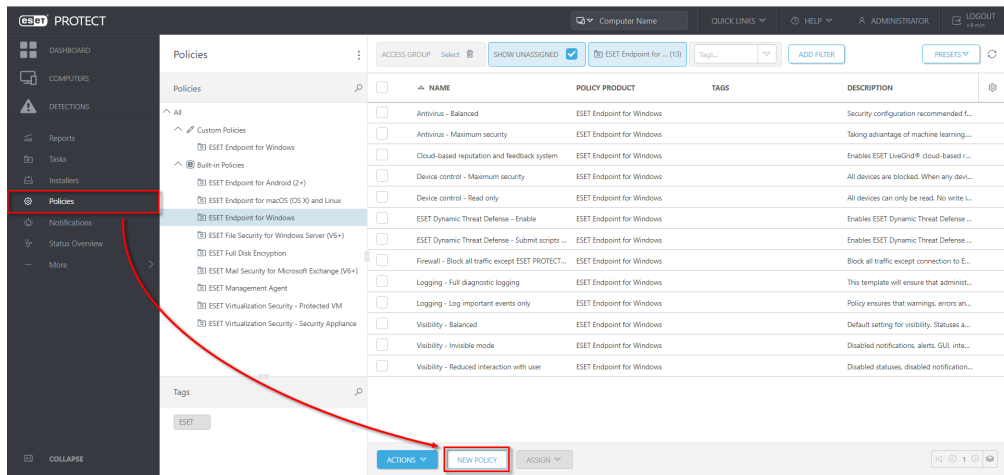 eset PROTECT
Computer Name
QUICK LINKS
HELP
ADMINISTRATOR
LOGOUT
>9 min
DASHBOARD
COMPUTERS
DETECTIONS
Reports
Tasks
Installers
Policies
Notifications
Status Overview
More
COLLAPSE
Policies
Policies
All
Custom Policies
ESET Endpoint for Windows
Built-in Policies
ESET Endpoint for Android (2+)
ESET Endpoint for macOS (OS X) and Linux
ESET Endpoint for Windows
ESET File Security for Windows Server (V6+)
ESET Full Disk Encryption
ESET Mail Security for Microsoft Exchange (V6+)
ESET Management Agent
ESET Virtualization Security - Protected VM
ESET Virtualization Security - Security Appliance
Tags
ESET
ACCESS GROUP Select SHOW UNASSIGNED ESET Endpoint for ... (13) Tags... ADD FILTER PRESETS
NAME POLICY PRODUCT TAGS DESCRIPTION
Antivirus - Balanced ESET Endpoint for Windows Security configuration recommended f...
Antivirus - Maximum security ESET Endpoint for Windows Taking advantage of machine learning,...
Cloud-based reputation and feedback system ESET Endpoint for Windows Enables ESET LiveGrid® cloud-based r...
Device control - Maximum security ESET Endpoint for Windows All devices are blocked. When any devi...
Device control - Read only ESET Endpoint for Windows All devices can only be read. No write i...
ESET Dynamic Threat Defense - Enable ESET Endpoint for Windows Enables ESET Dynamic Threat Defense ...
ESET Dynamic Threat Defense - Submit scripts ... ESET Endpoint for Windows Enables ESET Dynamic Threat Defense ...
Firewall - Block all traffic except ESET PROTECT... ESET Endpoint for Windows Block all traffic except connection to E...
Logging - Full diagnostic logging ESET Endpoint for Windows This template will ensure that administ...
Logging - Log important events only ESET Endpoint for Windows Policy ensures that warnings, errors an...
Visibility - Balanced ESET Endpoint for Windows Default setting for visibility. Statuses a...
Visibility - Invisible mode ESET Endpoint for Windows Disabled notifications, alerts, GUI, inte...
Visibility - Reduced interaction with user ESET Endpoint for Windows Disabled statuses, disabled notification...
ACTIONS NEW POLICY ASSIGN 1